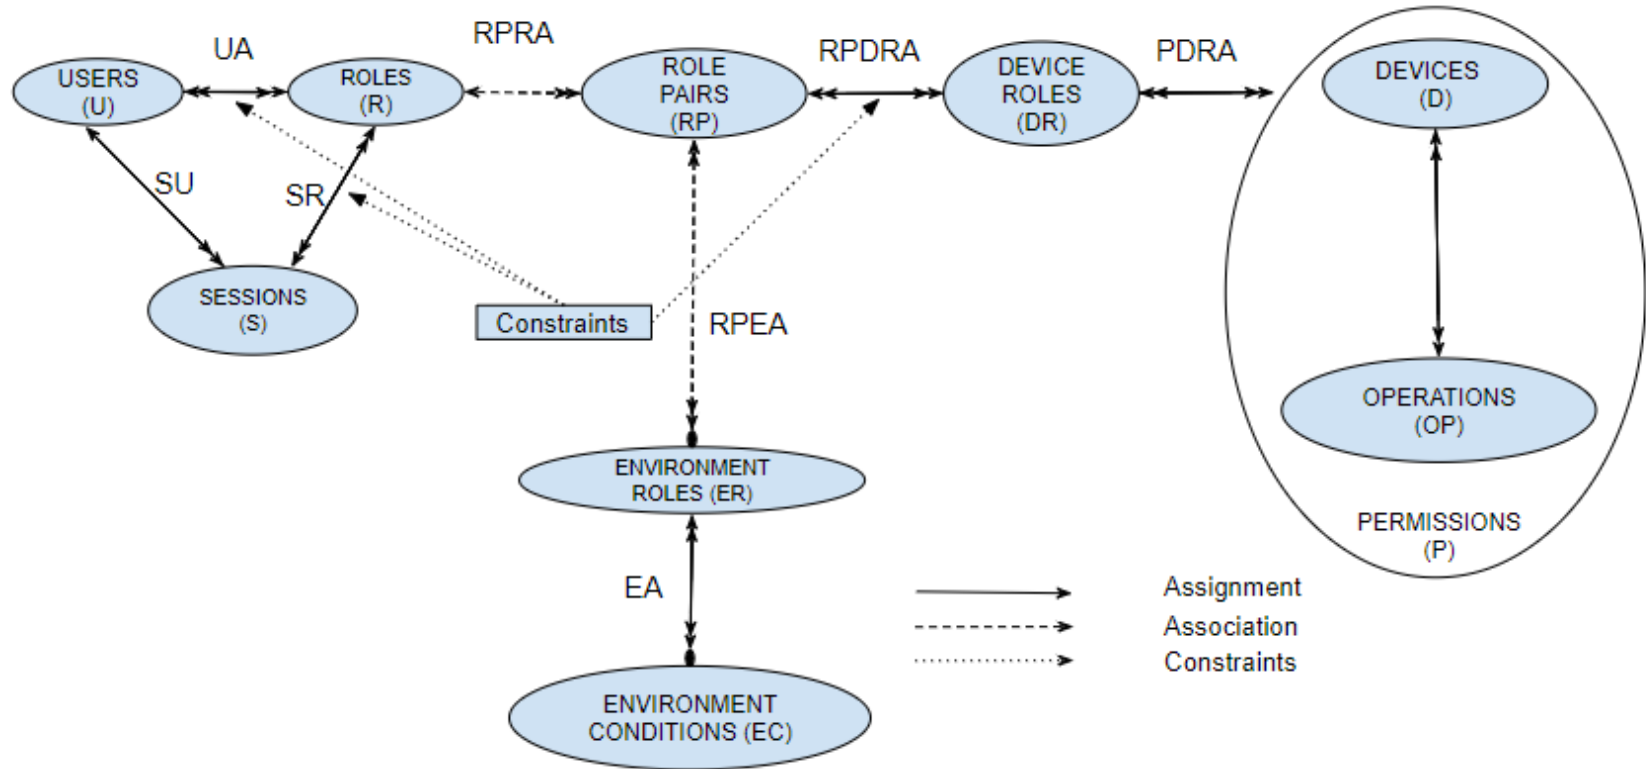 UA
RPRA
RPDRA
PDRA
USERS
(U)
ROLES
(R)
ROLE
PAIRS
(RP)
DEVICE
ROLES
(DR)
DEVICES
(D)
SU
SR
SESSIONS
(S)
Constraints
RPEA
OPERATIONS
(OP)
ENVIRONMENT
ROLES (ER)
PERMISSIONS
(P)
EA
ENVIRONMENT
CONDITIONS (EC)
Assignment
Association
Constraints